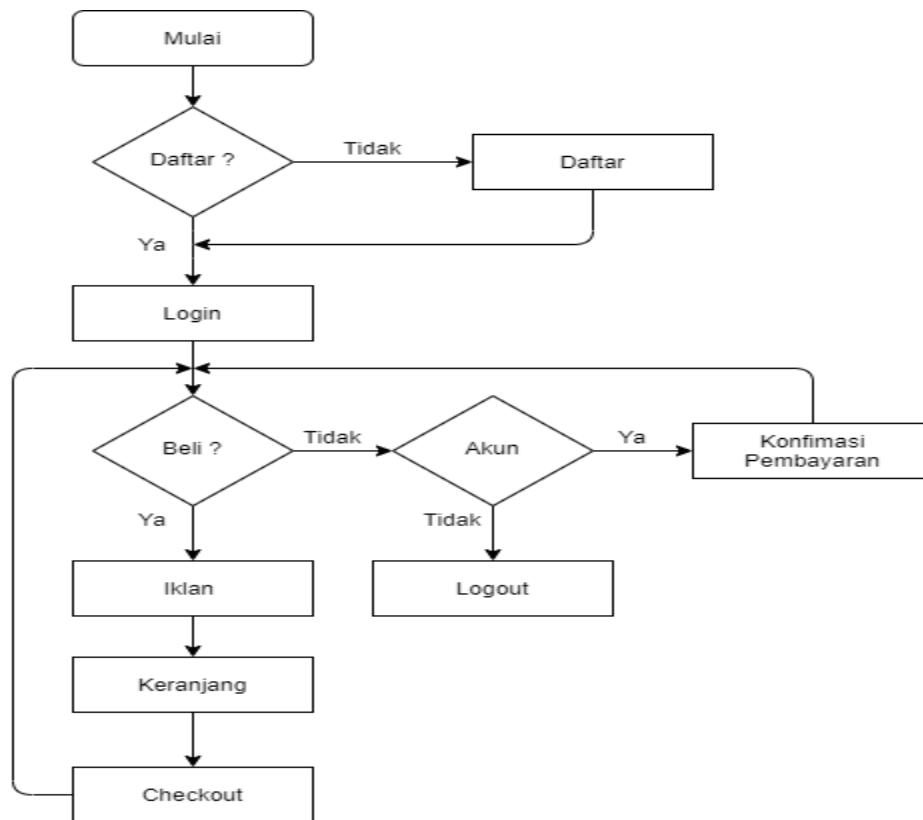 Mulai
Daftar ?
Tidak
Daftar
Ya
Login
Beli ?
Tidak
Akun
Ya
Konfimasi
Pembayaran
Ya
Tidak
Iklan
Logout
Keranjang
Checkout